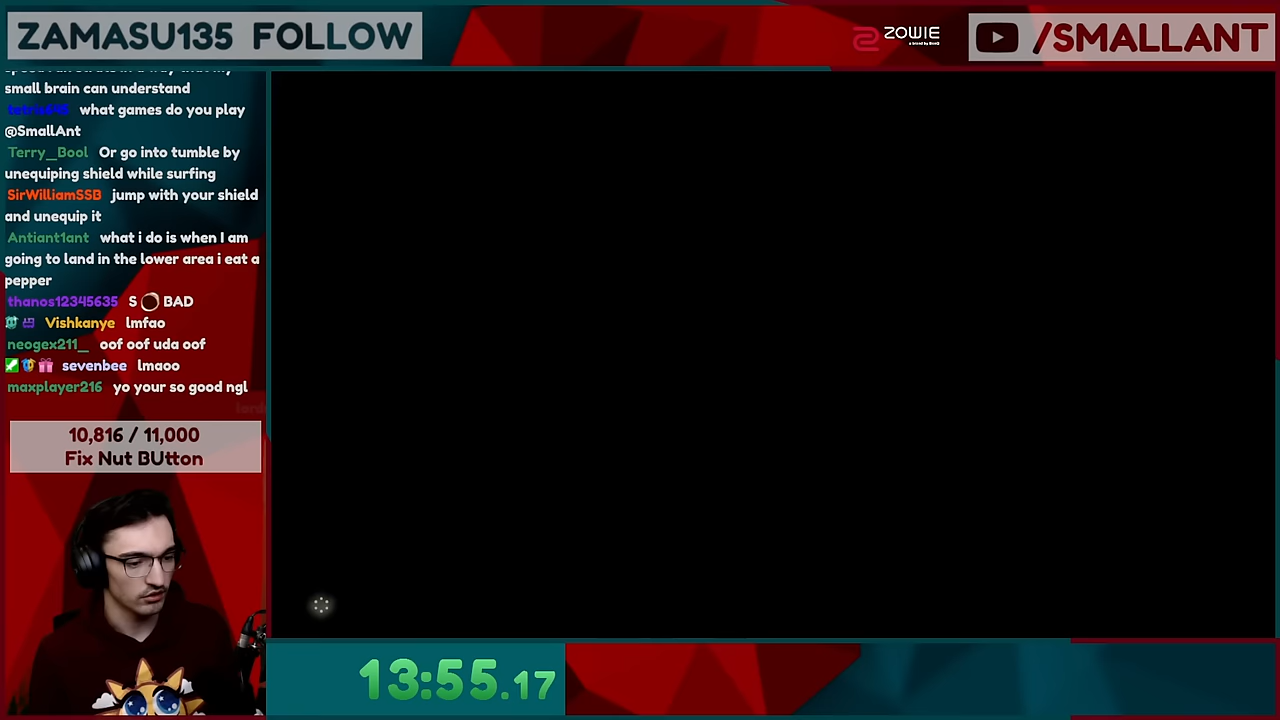 ZAMASU135 FOLLOW
ZOWIE
/SMALLANT
small brain can understand
tetris448 what games do you play
@SmallAnt
Terry__Bool Or go into tumble by
unequiping shield while surfing
SirWilliamSSB jump with your shield
and unequip it
Antiant1ant what i do is when I am
going to land in the lower area i eat a
pepper
thanos12345635 S BAD
Vishkanye lmfao
neogex211__ oof oof uda oof
sevenbee lmaoo
maxplayer216 yo your so good ngl
10,816 / 11,000
Fix Nut BUtton
13:55.17